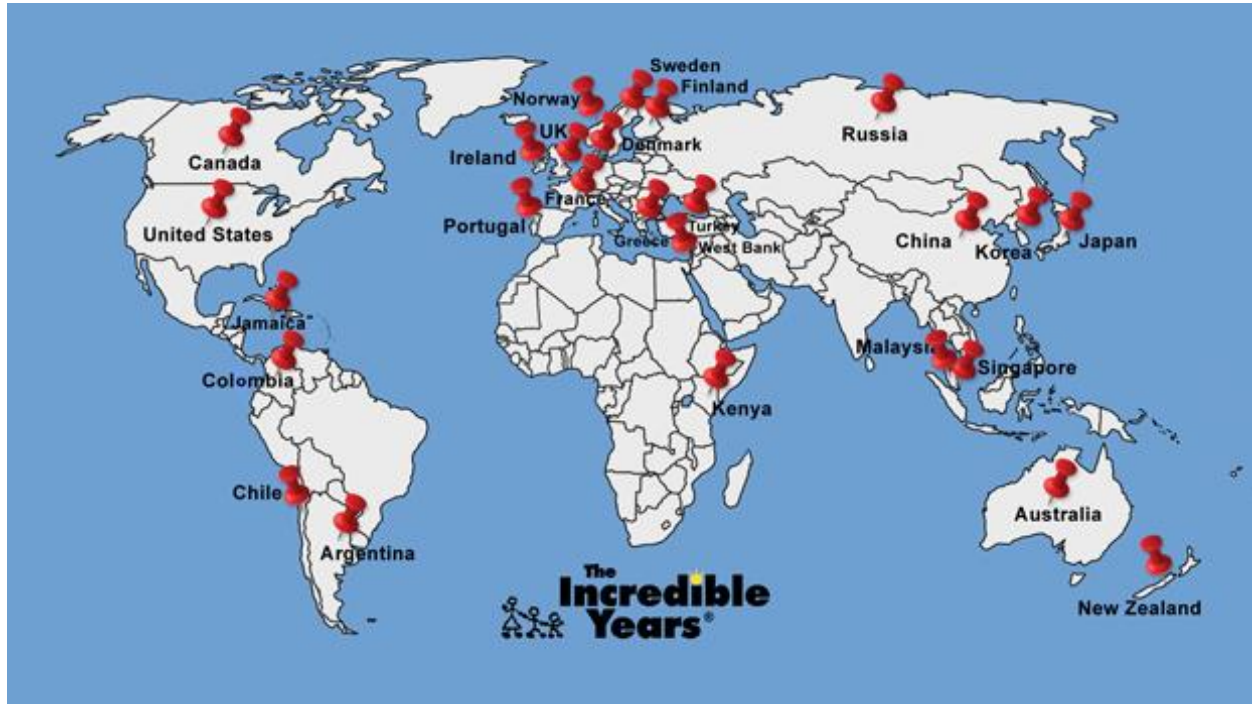 Sweden
Finland
Norway
Canada
UK
Denmark
Ireland
Russia
United States
France
Portugal
Turkey
Greece
West Bank
China
Korea
Japan
Jamaica
Malaysia
Colombia
Singapore
Kenya
Chile
Australia
Argentina
The
Incredible
Years®
New Zealand